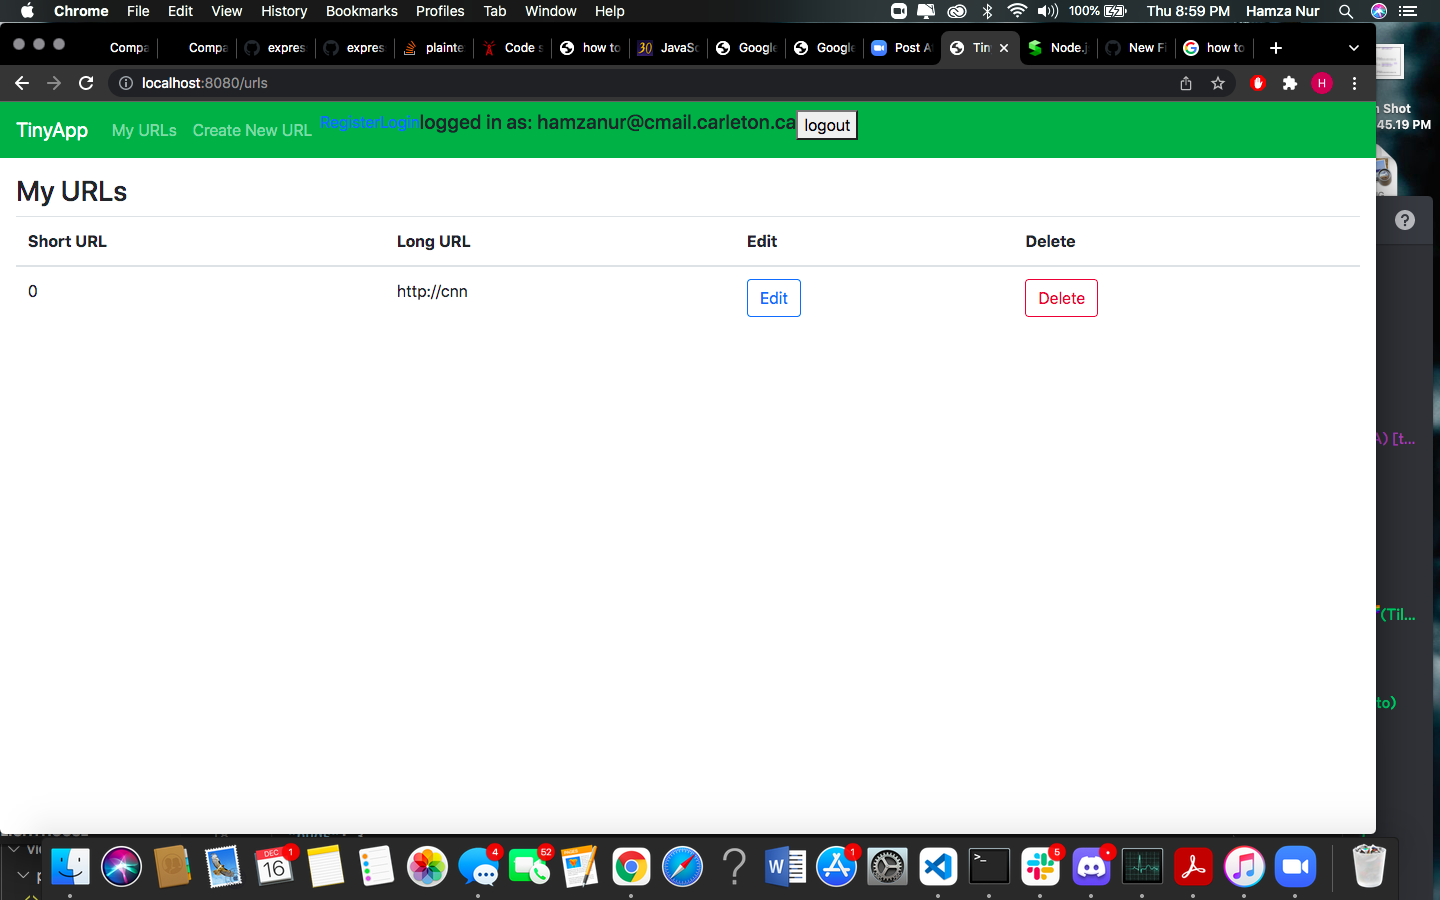 Chrome File Edit View History Bookmarks Profiles Tab Window Help 100% Thu 8:59 PM Hamza Nur
Compa Compa expres expres plainte Code s how to JavaSc Google Google Post A Tin Node.j New Fi how to
localhost:8080/urls H
TinyApp My URLs Create New URL RegisterLoginlogged in as: hamzanur@cmail.carleton.ca logout
Shot
45.19 PM
My URLs
Short URL Long URL Edit Delete
0 http://cnn Edit Delete
A) [t...
(Til...
to)
DEC 1 4 52 1 5
16